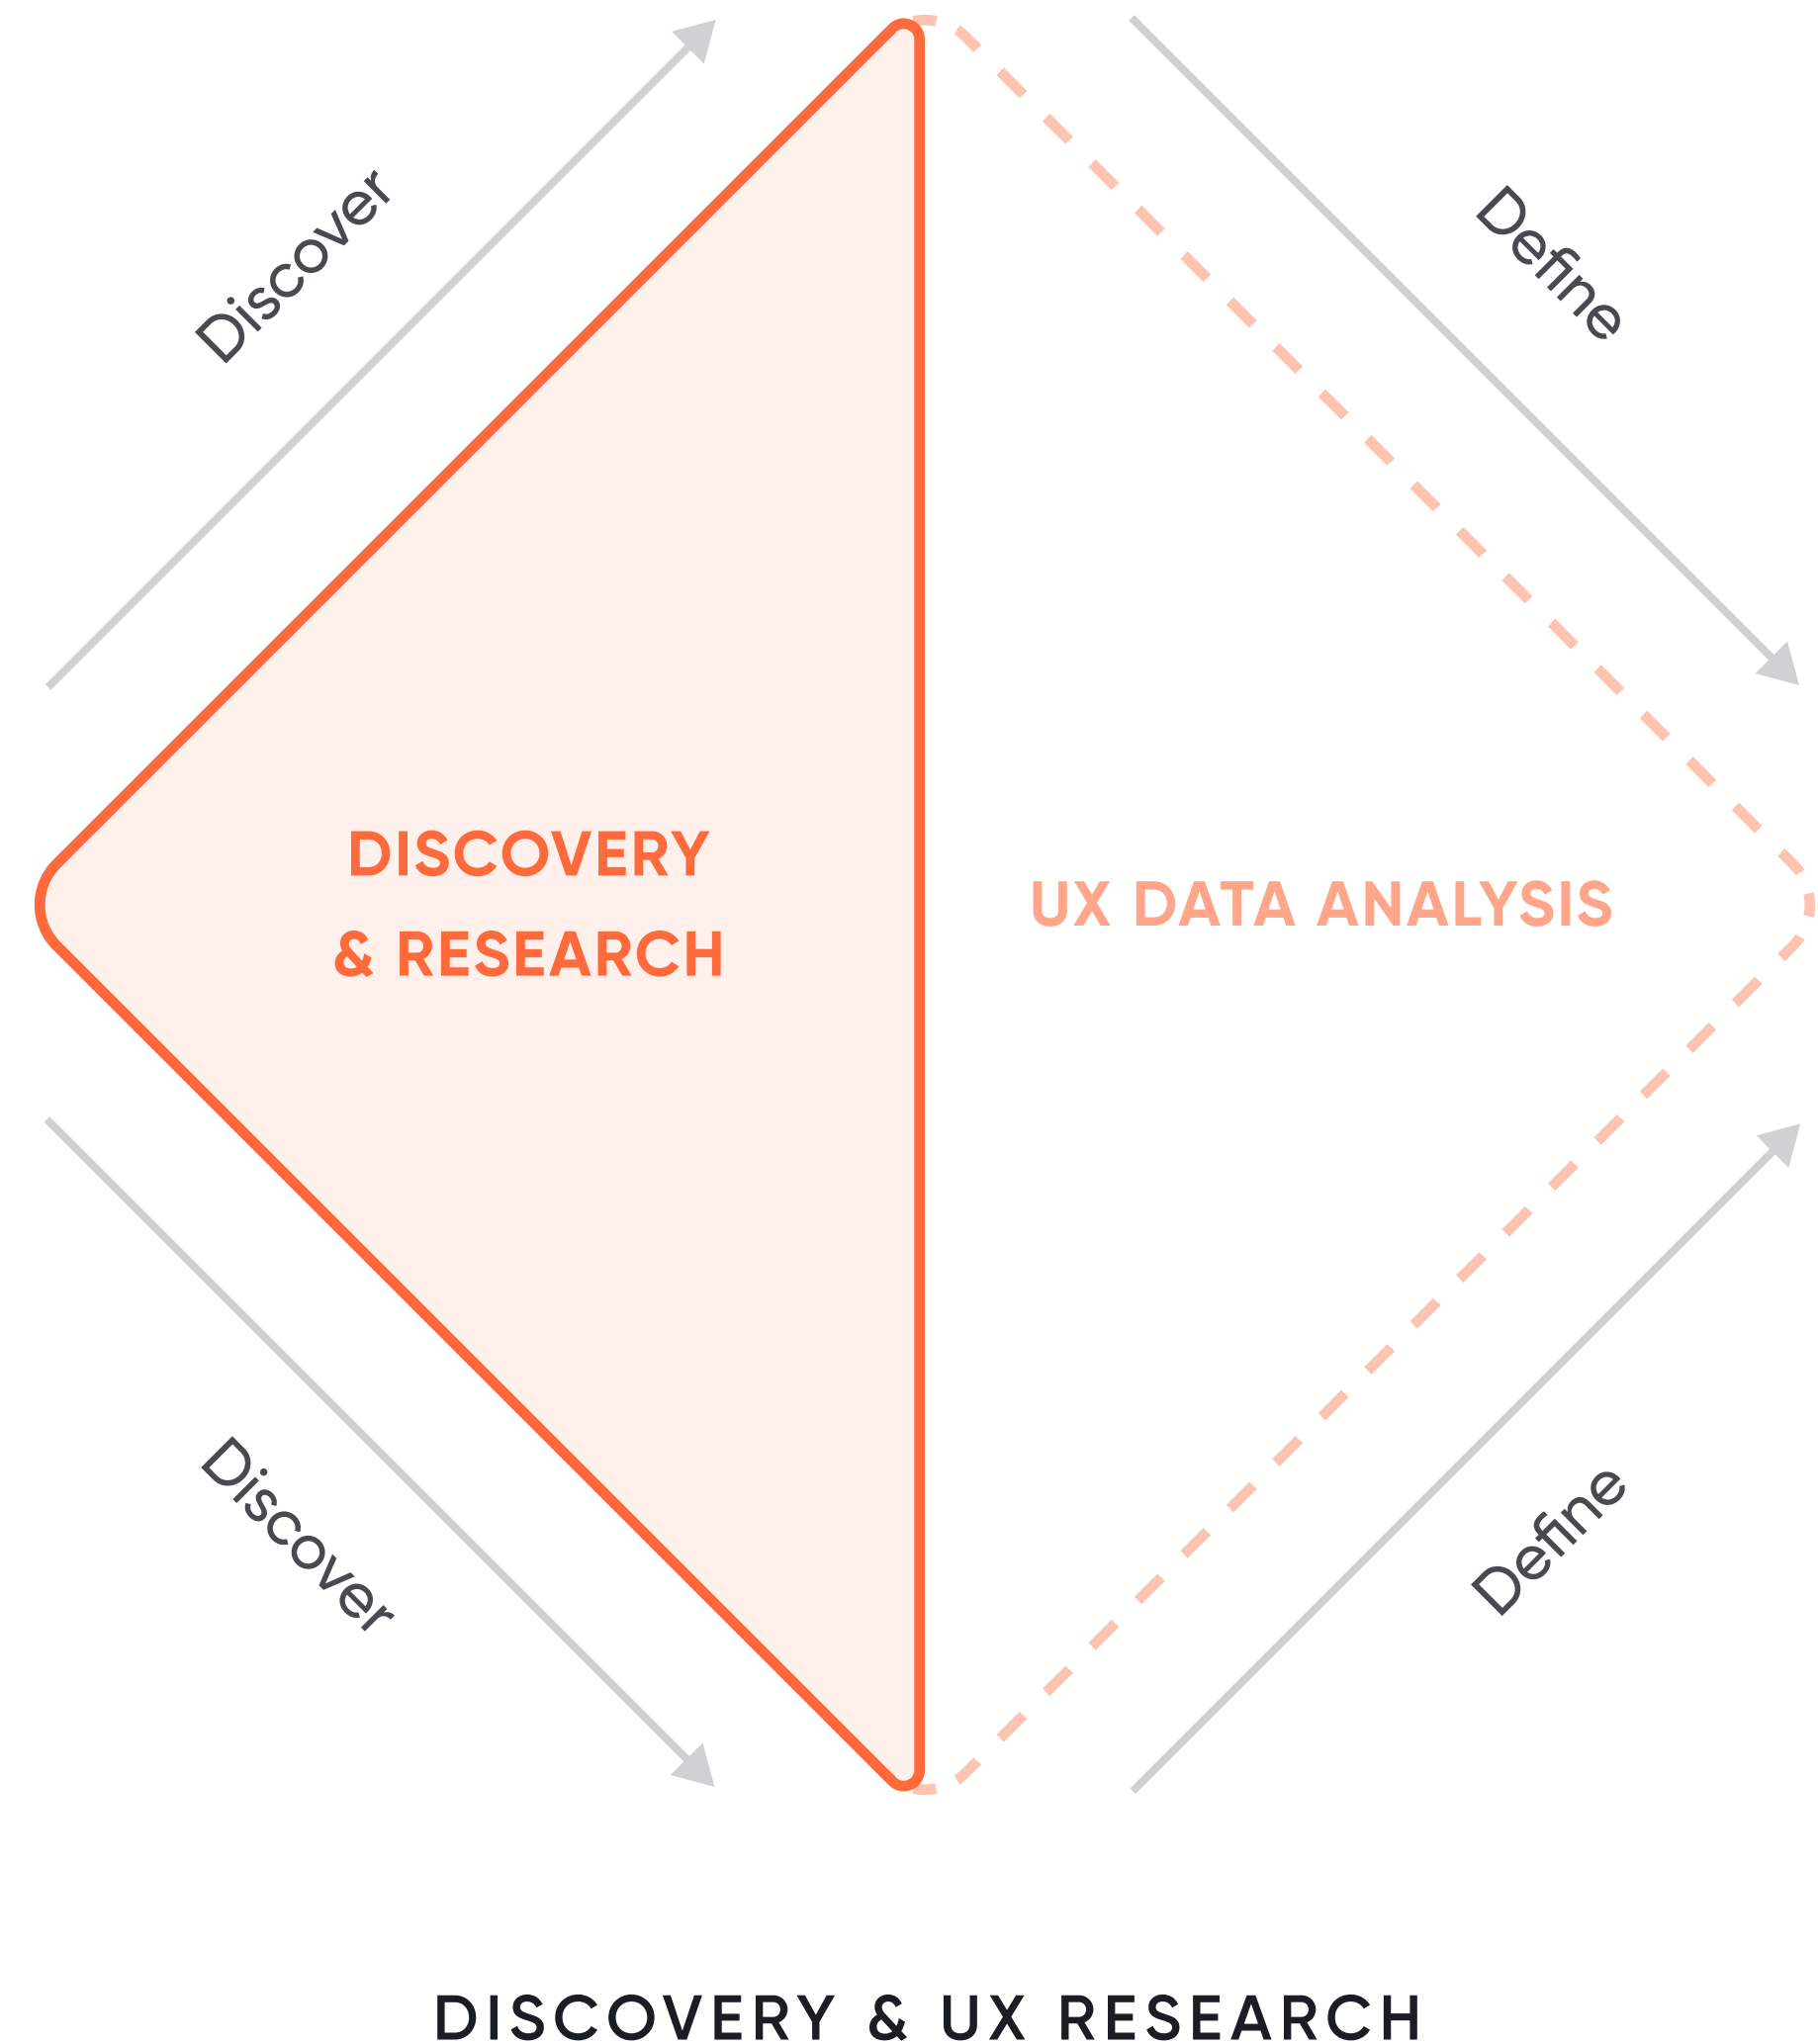 Discover
Define
DISCOVERY
& RESEARCH
UX DATA ANALYSIS
Discover
Define
DISCOVERY & UX RESEARCH